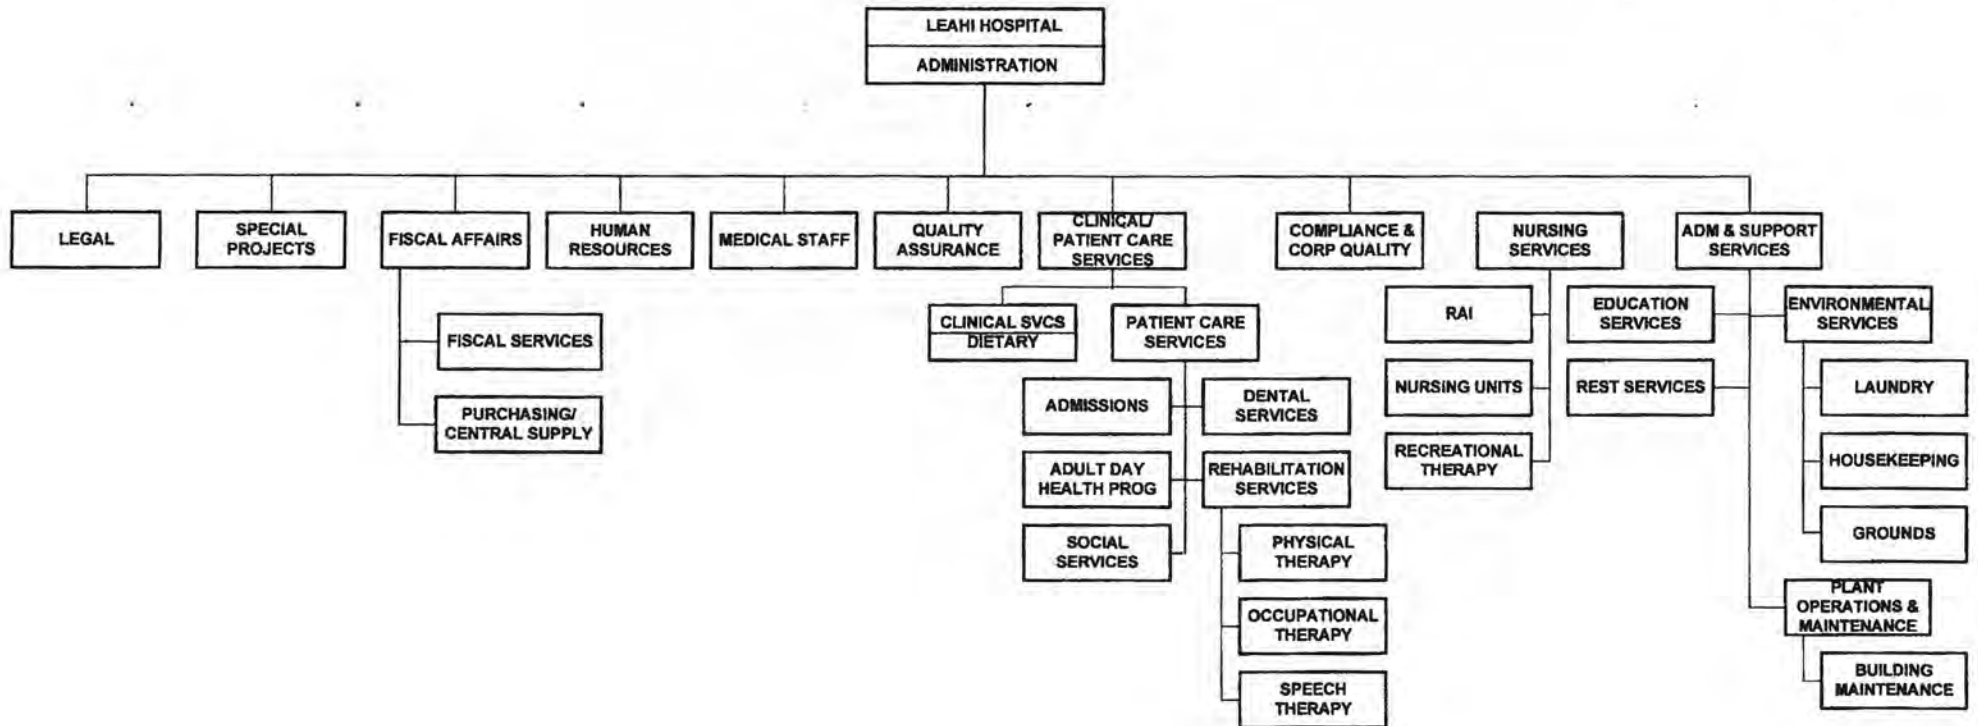 LEAHI HOSPITAL
ADMINISTRATION
LEGAL
SPECIAL
PROJECTS
FISCAL AFFAIRS
HUMAN
RESOURCES
MEDICAL STAFF
QUALITY
ASSURANCE
CLINICAL/
PATIENT CARE
SERVICES
COMPLIANCE &
CORP QUALITY
NURSING
SERVICES
ADM & SUPPORT
SERVICES
FISCAL SERVICES
PURCHASING/
CENTRAL SUPPLY
CLINICAL SVCS
DIETARY
PATIENT CARE
SERVICES
ADMISSIONS
DENTAL
SERVICES
ADULT DAY
HEALTH PROG
REHABILITATION
SERVICES
SOCIAL
SERVICES
PHYSICAL
THERAPY
OCCUPATIONAL
THERAPY
SPEECH
THERAPY
RAI
NURSING UNITS
RECREATIONAL
THERAPY
EDUCATION
SERVICES
REST SERVICES
ENVIRONMENTAL
SERVICES
LAUNDRY
HOUSEKEEPING
GROUNDS
PLANT
OPERATIONS &
MAINTENANCE
BUILDING
MAINTENANCE